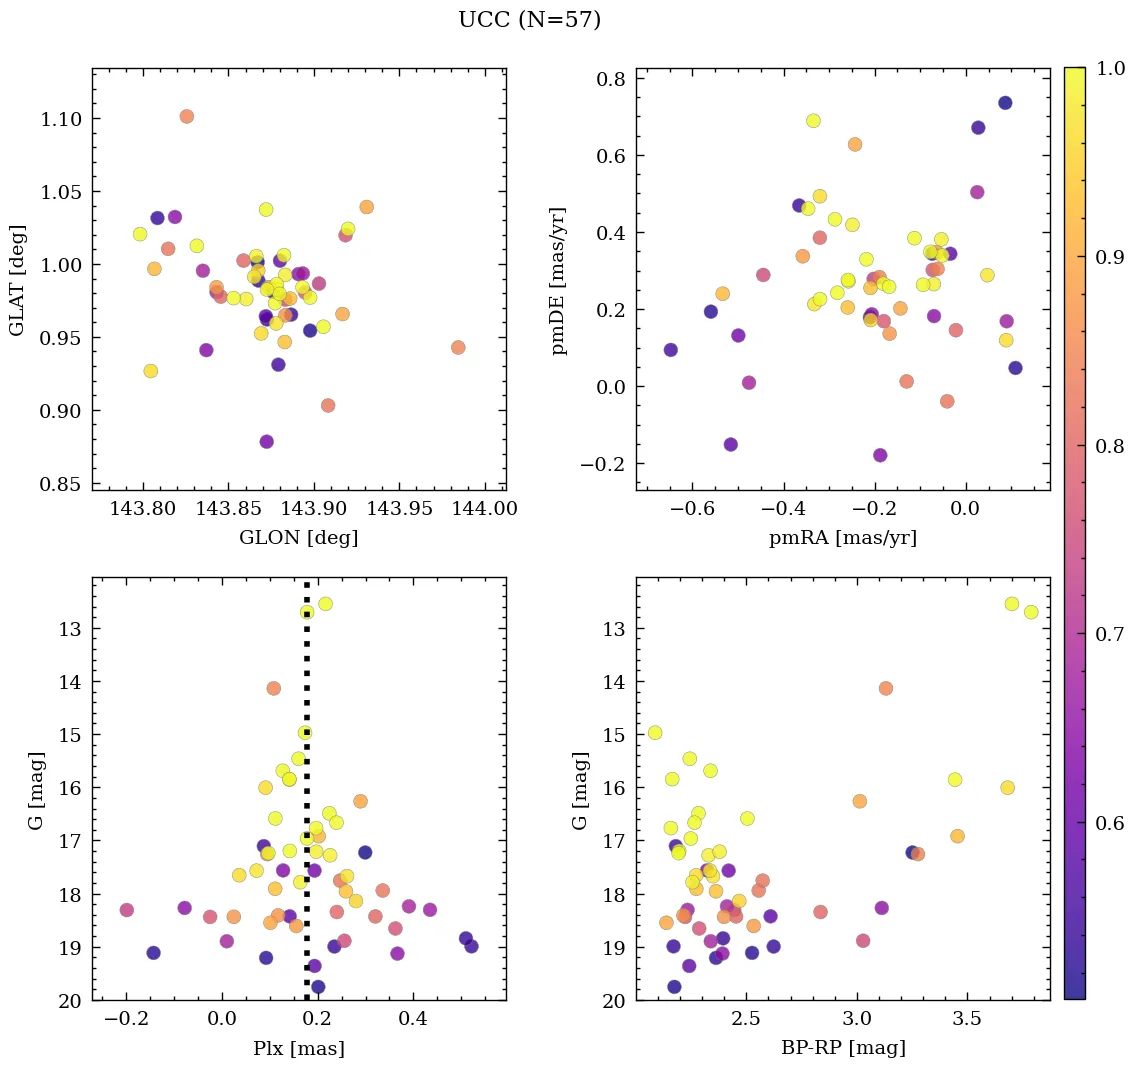 UCC (N=57)
1.10
1.05
1.00
0.95
0.90
0.85
GLAT [deg]
143.80 143.85 143.90 143.95 144.00
GLON [deg]
0.8
0.6
0.4
0.2
0.0
−0.2
pmDE [mas/yr]
−0.6 −0.4 −0.2 0.0
pmRA [mas/yr]
1.0
0.9
0.8
0.7
0.6
13
14
15
16
17
18
19
20
G [mag]
−0.2 0.0 0.2 0.4
Plx [mas]
13
14
15
16
17
18
19
20
G [mag]
2.5 3.0 3.5
BP-RP [mag]